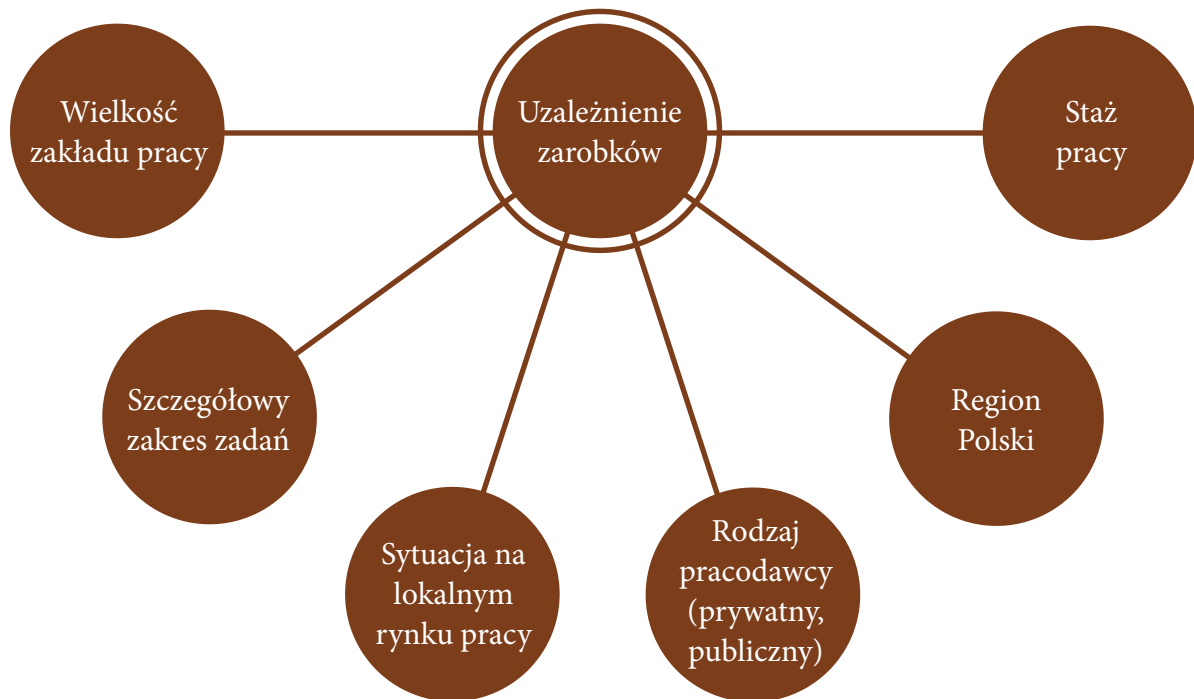 Wielkość
zakładu pracy
Uzależnienie
zarobków
Staż
pracy
Szczegółowy
zakres zadań
Region
Polski
Sytuacja na
lokalnym
rynku pracy
Rodzaj
pracodawcy
(prywatny,
publiczny)